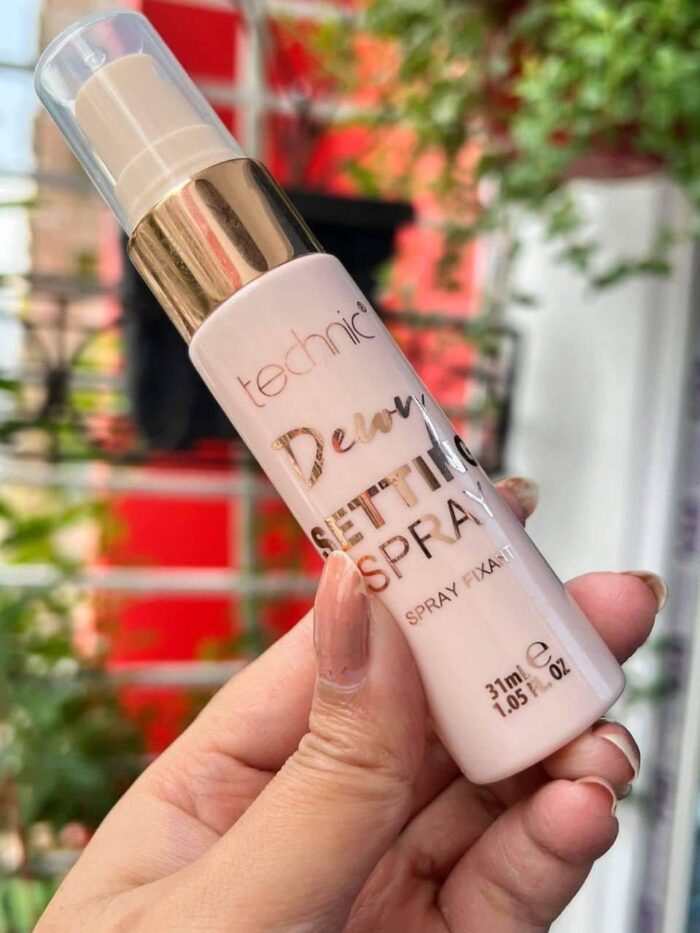 technic®
Dewy
SETTING
SPRAY
SPRAY FIXANT
31ml e
1.05 FL. OZ